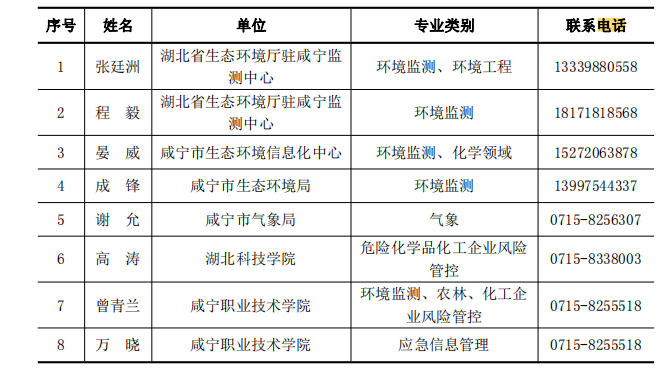 序号 姓名 单位 专业类别 联系电话
1 张廷洲 湖北省生态环境厅驻咸宁监测中心 环境监测、环境工程 13339880558
2 程 毅 湖北省生态环境厅驻咸宁监测中心 环境监测 18171818568
3 晏 威 咸宁市生态环境信息化中心 环境监测、化学领域 15272063878
4 成 锋 咸宁市生态环境局 环境监测 13997544337
5 谢 允 咸宁市气象局 气象 0715-8256307
6 高 涛 湖北科技学院 危险化学品化工企业风险管控 0715-8338003
7 曾青兰 咸宁职业技术学院 环境监测、农林、化工企业风险管控 0715-8255518
8 万 晓 咸宁职业技术学院 应急信息管理 0715-8255518